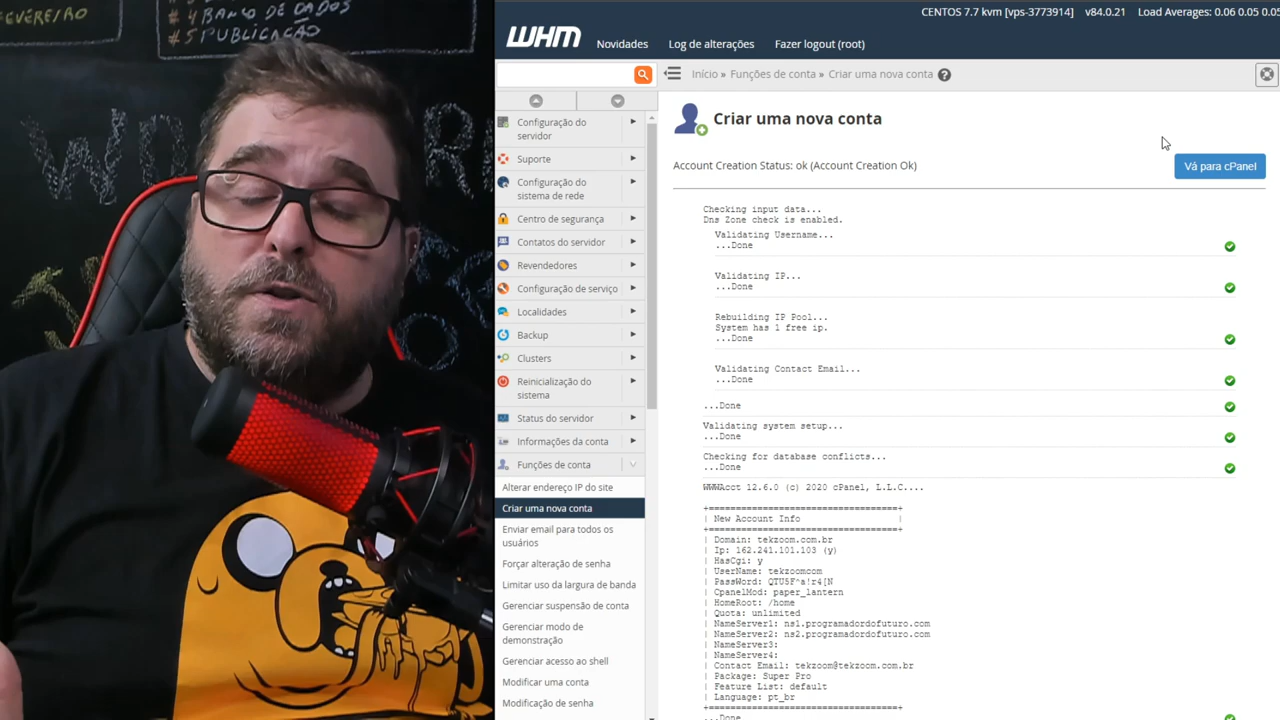 FEVEREIRO
#4 BANCO DE DADOS
#5 PUBLICAÇÃO
CENTOS 7.7 kvm [vps-3773914] v84.0.21 Load Averages: 0.06 0.05 0.05
WHM
Novidades Log de alterações Fazer logout (root)
Início » Funções de conta » Criar uma nova conta
Configuração do
servidor
Suporte
Configuração do
sistema de rede
Centro de segurança
Contatos do servidor
Revendedores
Configuração de serviço
Localidades
Backup
Clusters
Reinicialização do
sistema
Status do servidor
Informações da conta
Funções de conta
Alterar endereço IP do site
Criar uma nova conta
Enviar email para todos os
usuários
Forçar alteração de senha
Limitar uso da largura de banda
Gerenciar suspensão de conta
Gerenciar modo de
demonstração
Gerenciar acesso ao shell
Modificar uma conta
Modificação de senha
Criar uma nova conta
Account Creation Status: ok (Account Creation Ok)
Vá para cPanel
Checking input data...
Dns Zone check is enabled.
Validating Username...
...Done
Validating IP...
...Done
Rebuilding IP Pool...
System has 1 free ip.
...Done
Validating Contact Email...
...Done
...Done
Validating system setup...
...Done
Checking for database conflicts...
...Done
WWWAcct 12.6.0 (c) 2020 cPanel, L.L.C....
+===================================+
| New Account Info |
+===================================+
| Domain: tekzoom.com.br
| Ip: 162.241.101.103 (y)
| HasCgi: y
| UserName: tekzoomcom
| PassWord: QTU5F^a!r4[N
| CpanelMod: paper_lantern
| HomeRoot: /home
| Quota: unlimited
| NameServer1: ns1.programadordofuturo.com
| NameServer2: ns2.programadordofuturo.com
| NameServer3:
| NameServer4:
| Contact Email: tekzoom@tekzoom.com.br
| Package: Super Pro
| Feature List: default
| Language: pt_br
+===================================+
...Done